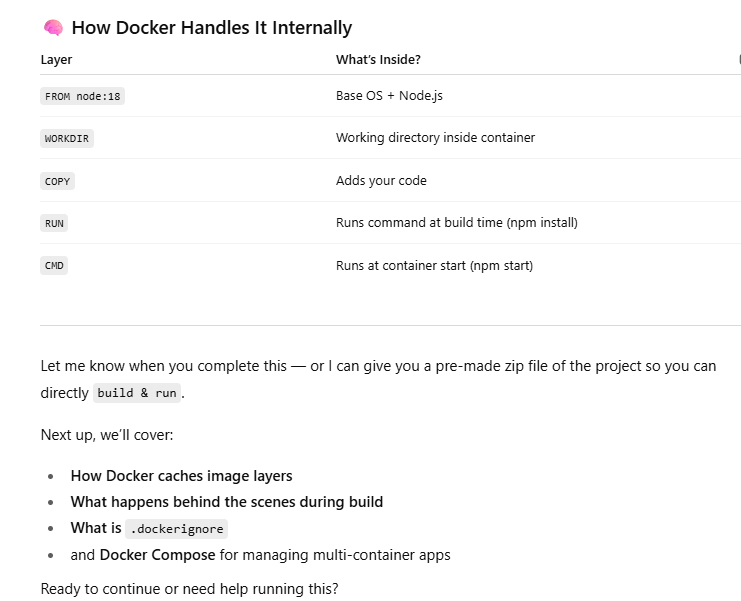 🧠 How Docker Handles It Internally
Layer What's Inside?
FROM node:18 Base OS + Node.js
WORKDIR Working directory inside container
COPY Adds your code
RUN Runs command at build time (npm install)
CMD Runs at container start (npm start)
Let me know when you complete this — or I can give you a pre-made zip file of the project so you can
directly build & run.
Next up, we'll cover:
• How Docker caches image layers
• What happens behind the scenes during build
• What is .dockerignore
• and Docker Compose for managing multi-container apps
Ready to continue or need help running this?